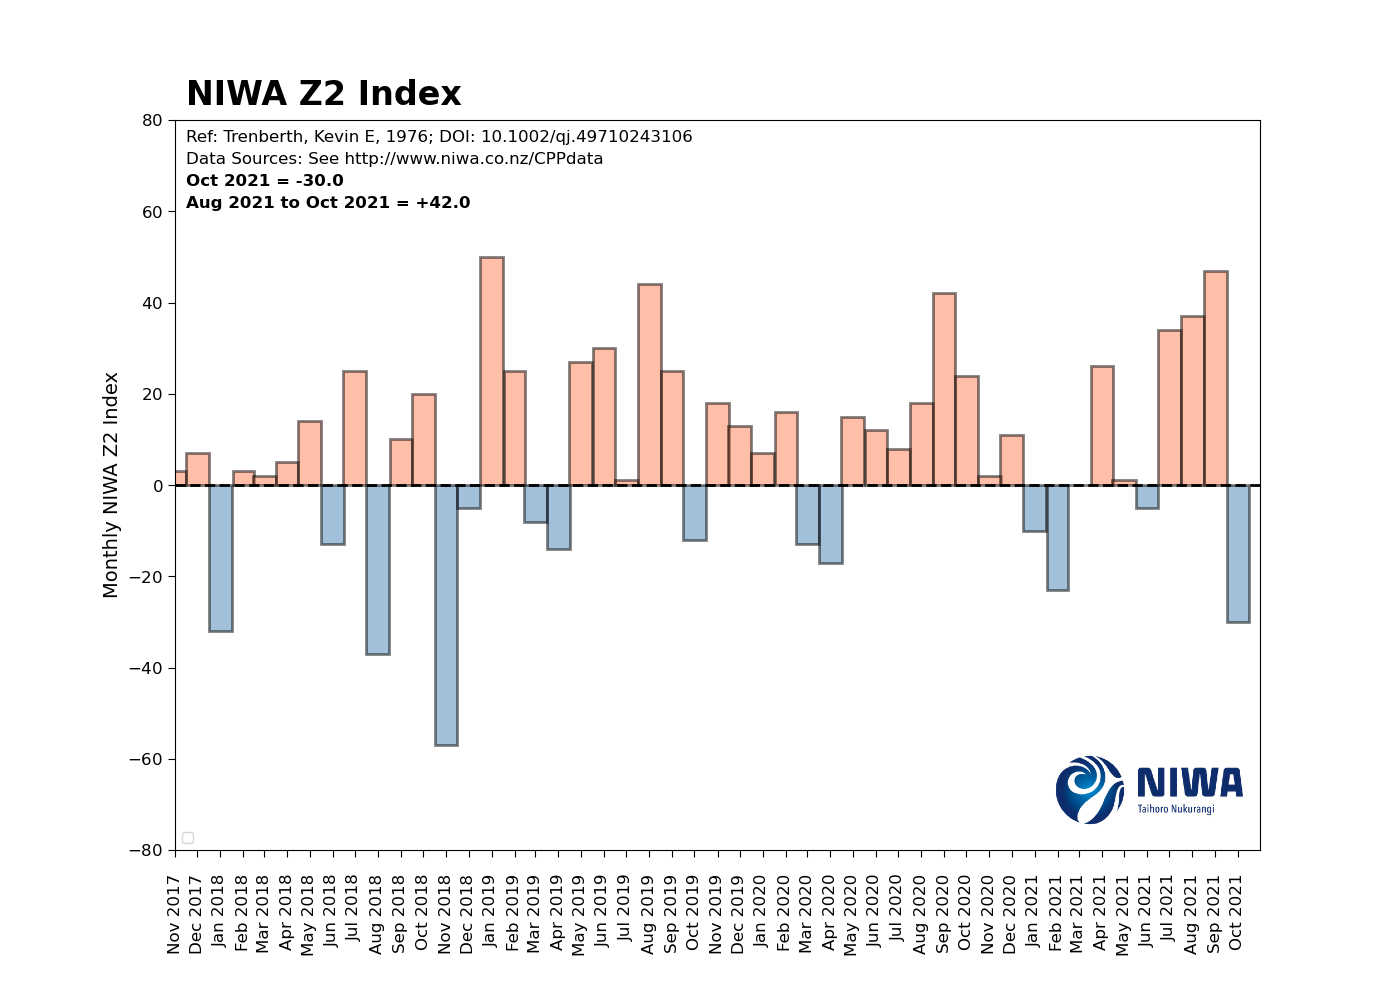 NIWA Z2 Index
Ref: Trenberth, Kevin E, 1976; DOI: 10.1002/qj.49710243106
Data Sources: See http://www.niwa.co.nz/CPPdata
Oct 2021 = -30.0
Aug 2021 to Oct 2021 = +42.0
Monthly NIWA Z2 Index
80
60
40
20
0
−20
−40
−60
−80
NIWA
Taihoro Nukurangi
Nov 2017
Dec 2017
Jan 2018
Feb 2018
Mar 2018
Apr 2018
May 2018
Jun 2018
Jul 2018
Aug 2018
Sep 2018
Oct 2018
Nov 2018
Dec 2018
Jan 2019
Feb 2019
Mar 2019
Apr 2019
May 2019
Jun 2019
Jul 2019
Aug 2019
Sep 2019
Oct 2019
Nov 2019
Dec 2019
Jan 2020
Feb 2020
Mar 2020
Apr 2020
May 2020
Jun 2020
Jul 2020
Aug 2020
Sep 2020
Oct 2020
Nov 2020
Dec 2020
Jan 2021
Feb 2021
Mar 2021
Apr 2021
May 2021
Jun 2021
Jul 2021
Aug 2021
Sep 2021
Oct 2021